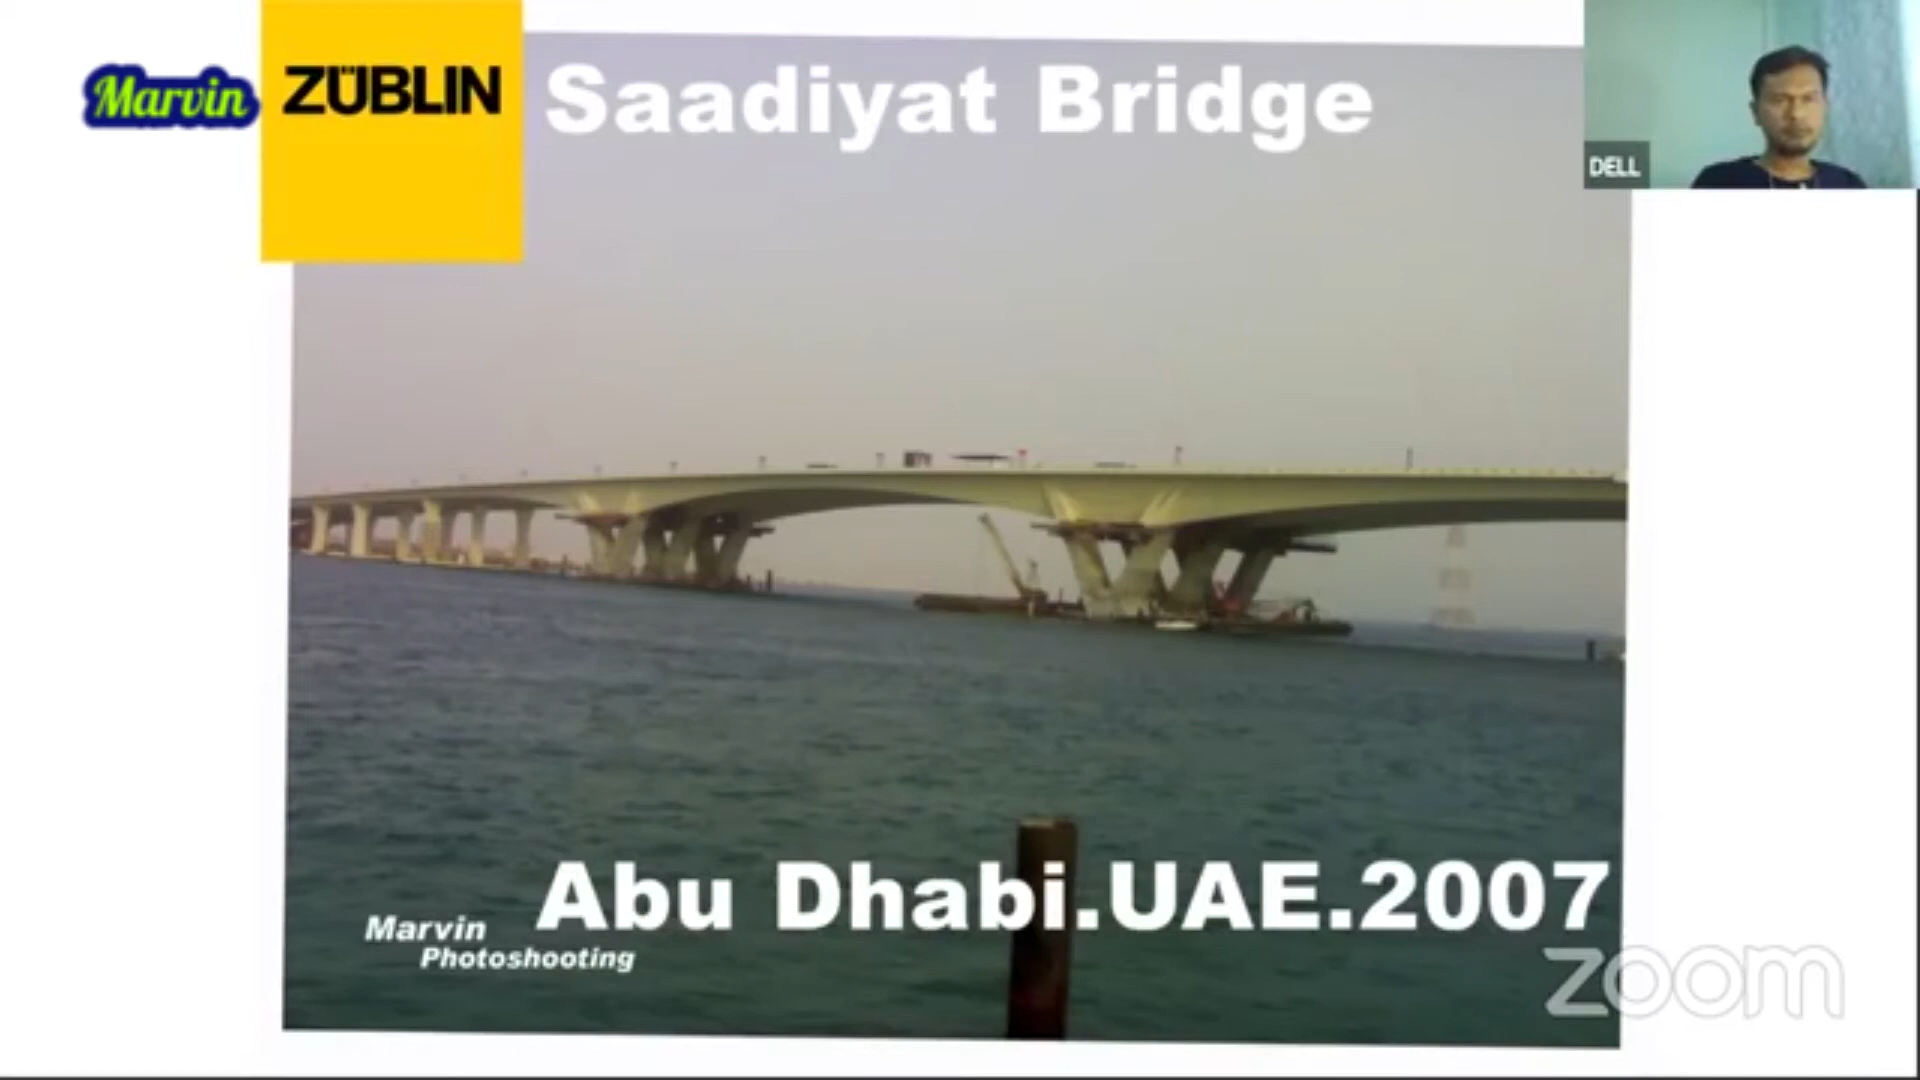 Marvin
ZÜBLIN
Saadiyat Bridge
DELL
Abu Dhabi.UAE.2007
Marvin
Photoshooting
zoom